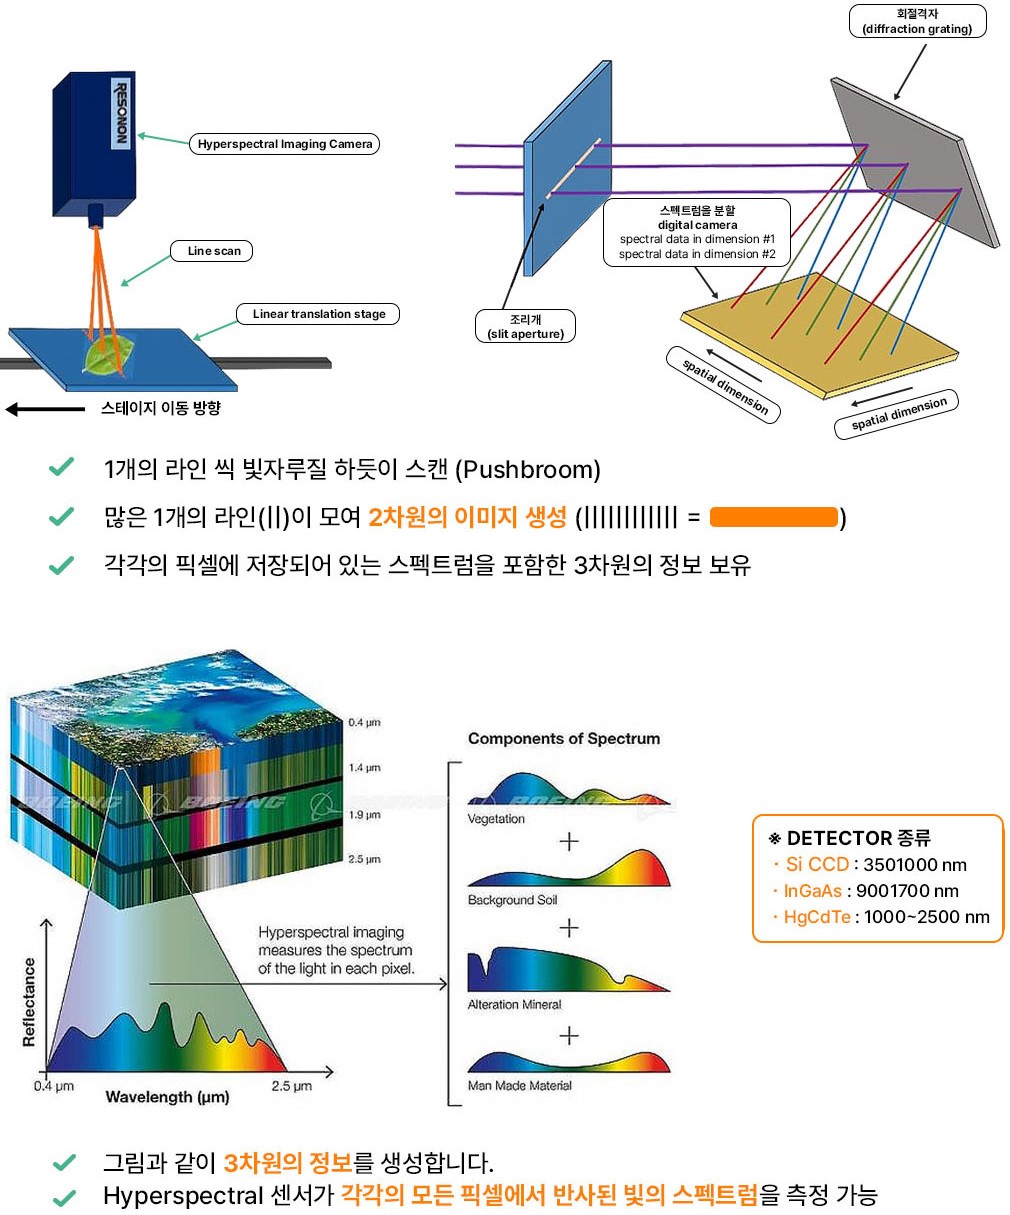 회절격자
(diffraction grating)
RESONON
Hyperspectral Imaging Camera
스펙트럼을 분할
digital camera
spectral data in dimension #1
spectral data in dimension #2
Line scan
Linear translation stage
조리개
(slit aperture)
spatial dimension
spatial dimension
스테이지 이동 방향
1개의 라인 씩 빛자루질 하듯이 스캔 (Pushbroom)
많은 1개의 라인(||)이 모여 2차원의 이미지 생성 (|||||||||||| = )
각각의 픽셀에 저장되어 있는 스펙트럼을 포함한 3차원의 정보 보유
0.4 µm
1.4 µm
1.9 µm
2.5 µm
BOEING
BOEING
BOEING
BOEING
Components of Spectrum
Vegetation
+
Background Soil
+
Alteration Mineral
+
Man Made Material
Hyperspectral imaging
measures the spectrum
of the light in each pixel.
Reflectance
0.4 µm
2.5 µm
Wavelength (µm)
※ DETECTOR 종류
· Si CCD : 3501000 nm
· InGaAs : 9001700 nm
· HgCdTe : 1000~2500 nm
그림과 같이 3차원의 정보를 생성합니다.
Hyperspectral 센서가 각각의 모든 픽셀에서 반사된 빛의 스펙트럼을 측정 가능